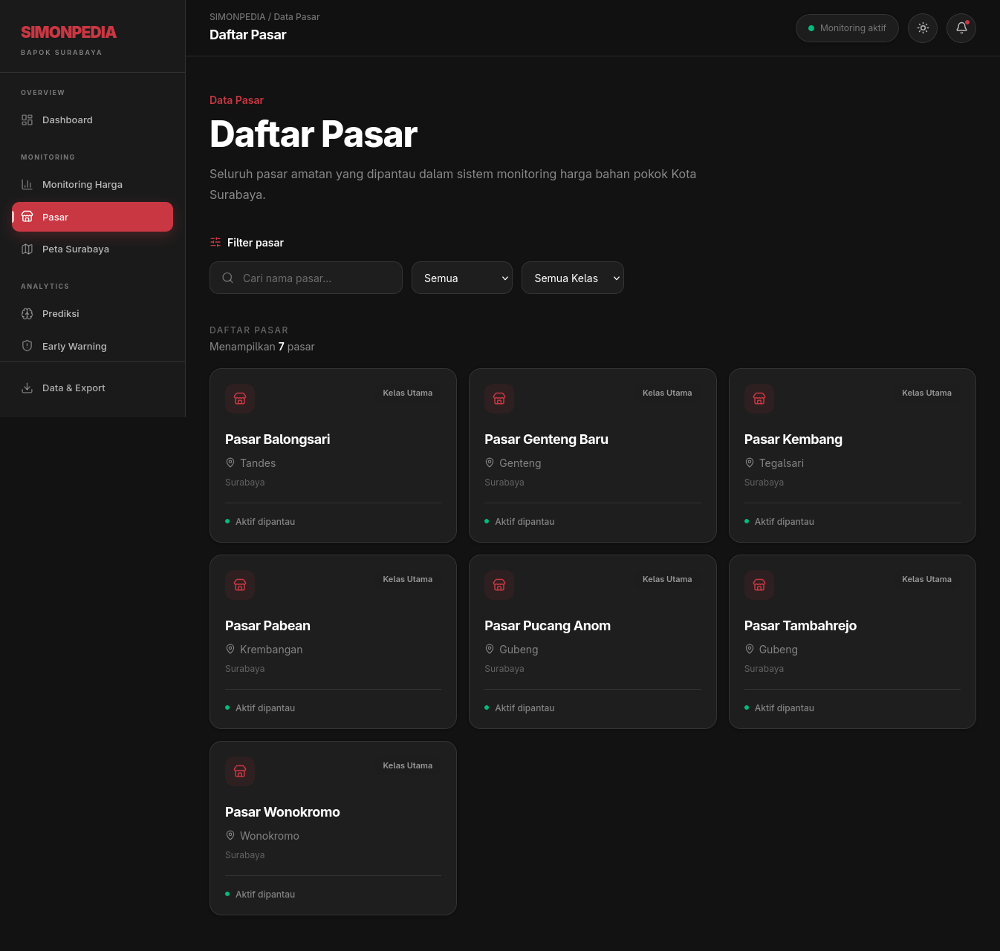 SIMONPEDIA
BAPOK SURABAYA
OVERVIEW
Dashboard
MONITORING
Monitoring Harga
Pasar
Peta Surabaya
ANALYTICS
Prediksi
Early Warning
Data & Export
SIMONPEDIA / Data Pasar
Daftar Pasar
Monitoring aktif
Data Pasar
Daftar Pasar
Seluruh pasar amatan yang dipantau dalam sistem monitoring harga bahan pokok Kota
Surabaya.
Filter pasar
Cari nama pasar...
Semua
Semua Kelas
DAFTAR PASAR
Menampilkan 7 pasar
Kelas Utama
Pasar Balongsari
Tandes
Surabaya
Aktif dipantau
Kelas Utama
Pasar Genteng Baru
Genteng
Surabaya
Aktif dipantau
Kelas Utama
Pasar Kembang
Tegalsari
Surabaya
Aktif dipantau
Kelas Utama
Pasar Pabean
Krembangan
Surabaya
Aktif dipantau
Kelas Utama
Pasar Pucang Anom
Gubeng
Surabaya
Aktif dipantau
Kelas Utama
Pasar Tambahrejo
Gubeng
Surabaya
Aktif dipantau
Kelas Utama
Pasar Wonokromo
Wonokromo
Surabaya
Aktif dipantau